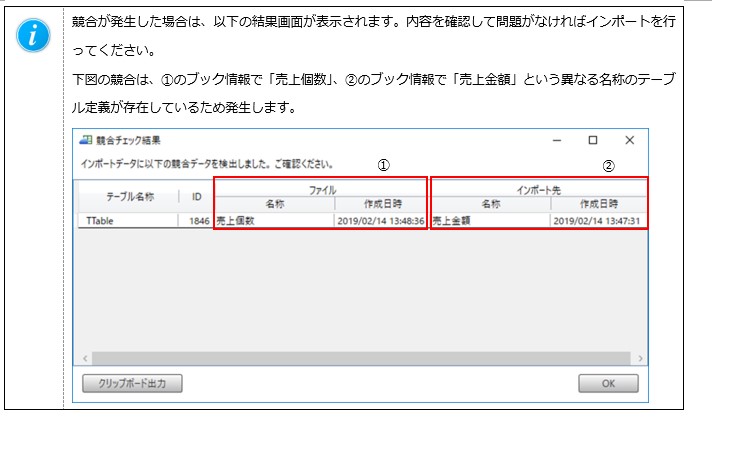 競合が発生した場合は、以下の結果画面が表示されます。内容を確認して問題がなければインポートを行
ってください。
下図の競合は、①のブック情報で「売上個数」、②のブック情報で「売上金額」という異なる名称のテーブ
ル定義が存在しているため発生します。
競合チェック結果
インポートデータに以下の競合データを検出しました。ご確認ください。
① ②
テーブル名称 ID ファイル インポート先
名称 作成日時 名称 作成日時
TTable 1846 売上個数 2019/02/14 13:48:36 売上金額 2019/02/14 13:47:31
クリップボード出力 OK